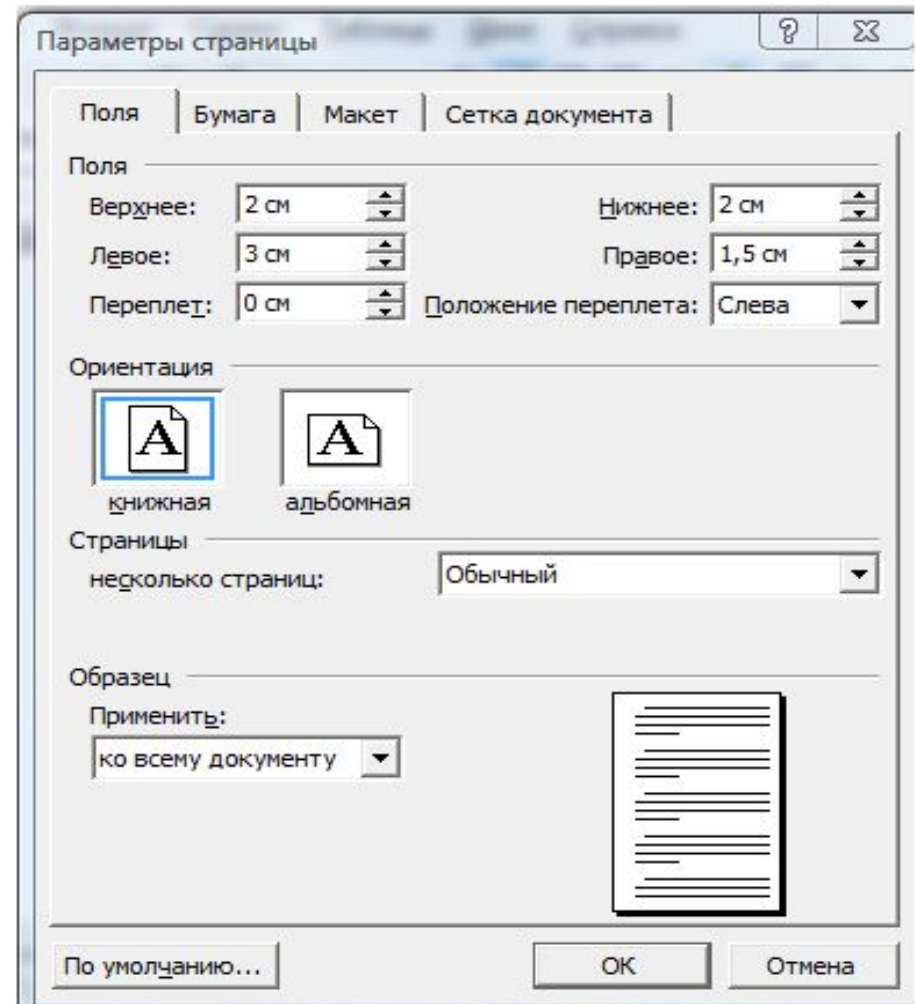 Параметры страницы
Поля Бумага Макет Сетка документа
Поля
Верхнее: 2 см Нижнее: 2 см
Левое: 3 см Правое: 1,5 см
Переплет: 0 см Положение переплета: Слева
Ориентация
A A
книжная альбомная
Страницы
несколько страниц: Обычный
Образец
Применить:
ко всему документу
По умолчанию... ОК Отмена